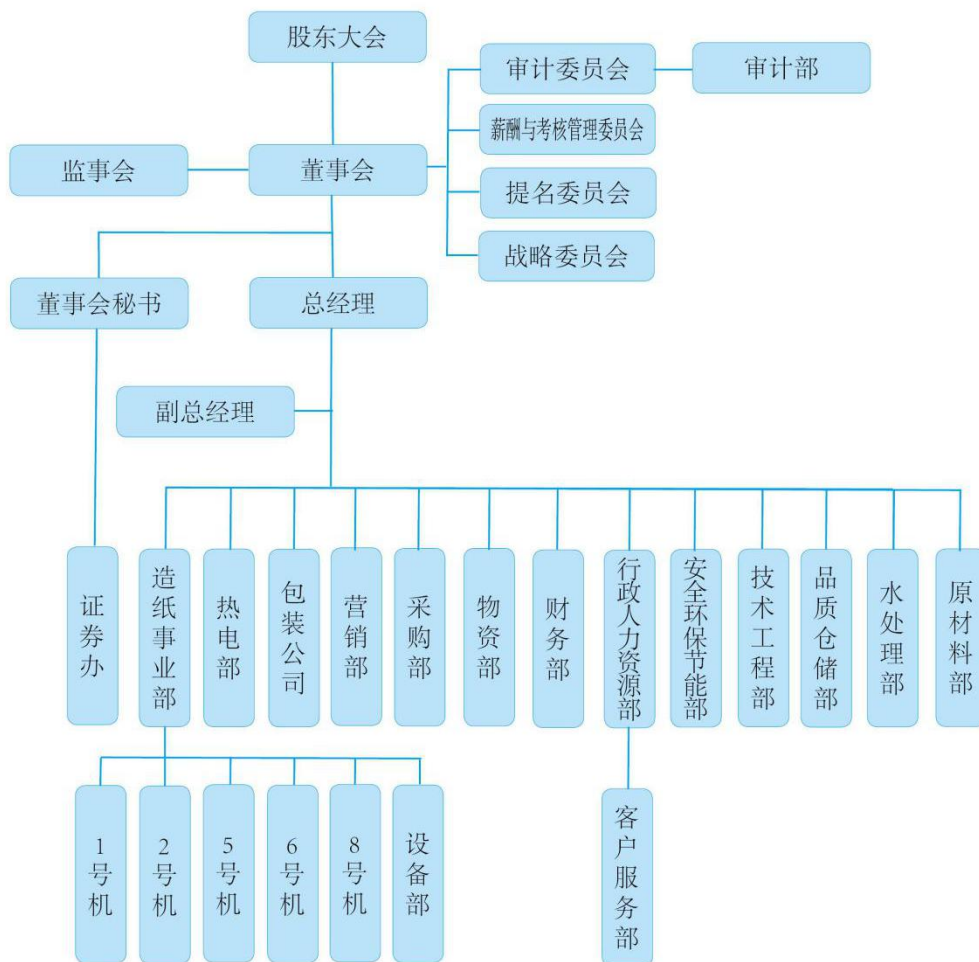 股东大会
审计委员会
审计部
薪酬与考核管理委员会
监事会
董事会
提名委员会
战略委员会
董事会秘书
总经理
副总经理
证券办
造纸事业部
热电部
包装公司
营销部
采购部
物资部
财务部
行政人力资源部
安全环保节能部
技术工程部
品质仓储部
水处理部
原材料部
1号机
2号机
5号机
6号机
8号机
设备部
客户服务部